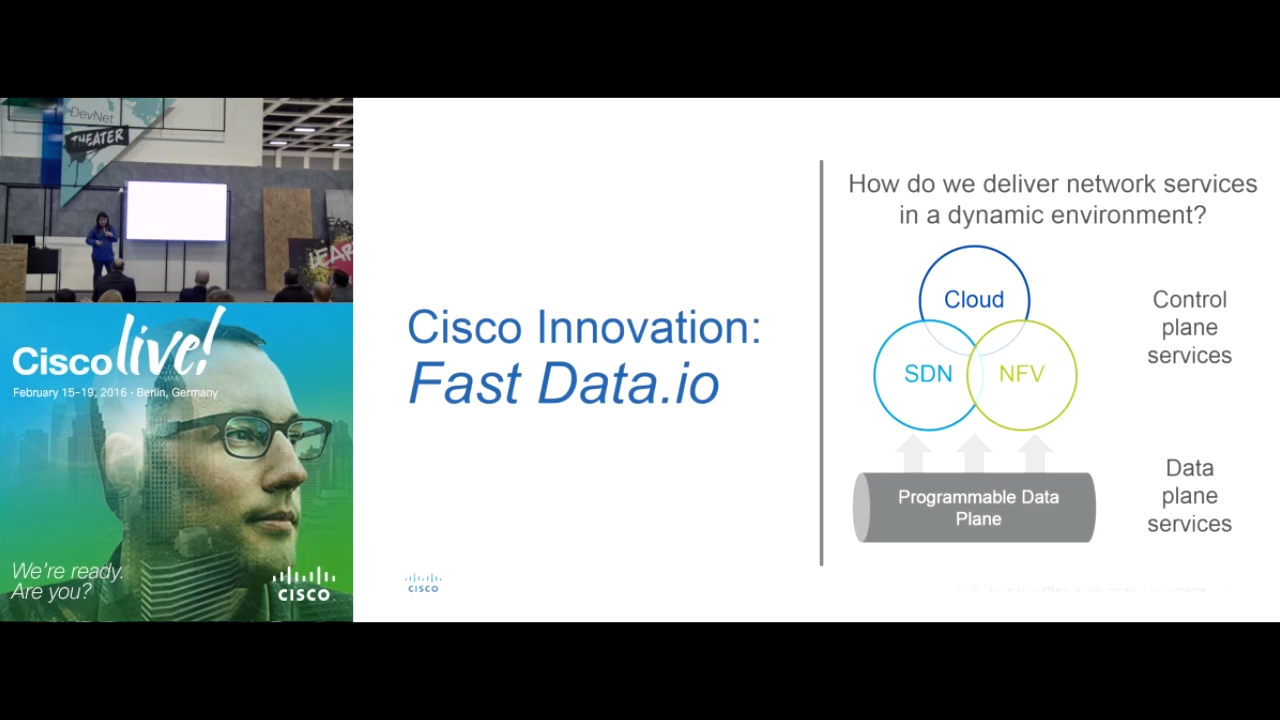 DevNet
THEATER
Cisco live!
February 15-19, 2016 • Berlin, Germany
We're ready.
Are you?
CISCO
Cisco Innovation:
Fast Data.io
CISCO
How do we deliver network services
in a dynamic environment?
Cloud
SDN
NFV
Control
plane
services
Programmable Data
Plane
Data
plane
services